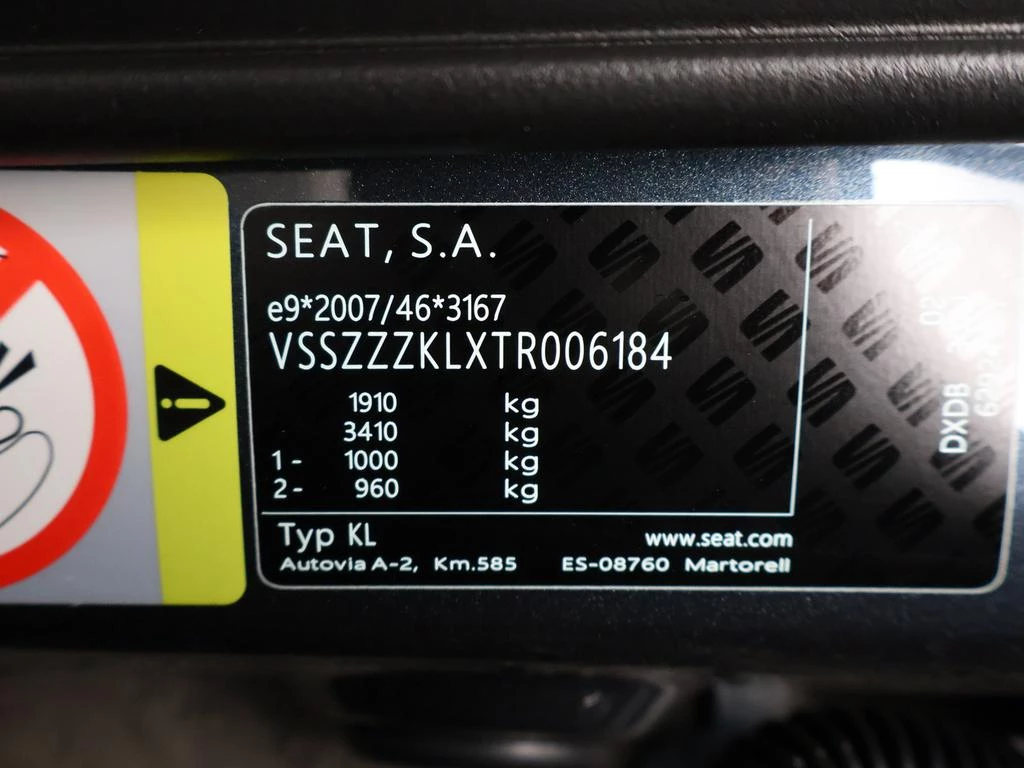 SEAT, S.A.
e9*2007/46*3167
VSSZZZKLXTR006184
1910 kg
3410 kg
1- 1000 kg
2- 960 kg
Typ KL www.seat.com
Autovia A-2, Km.585 ES-08760 Martorell
DXDB